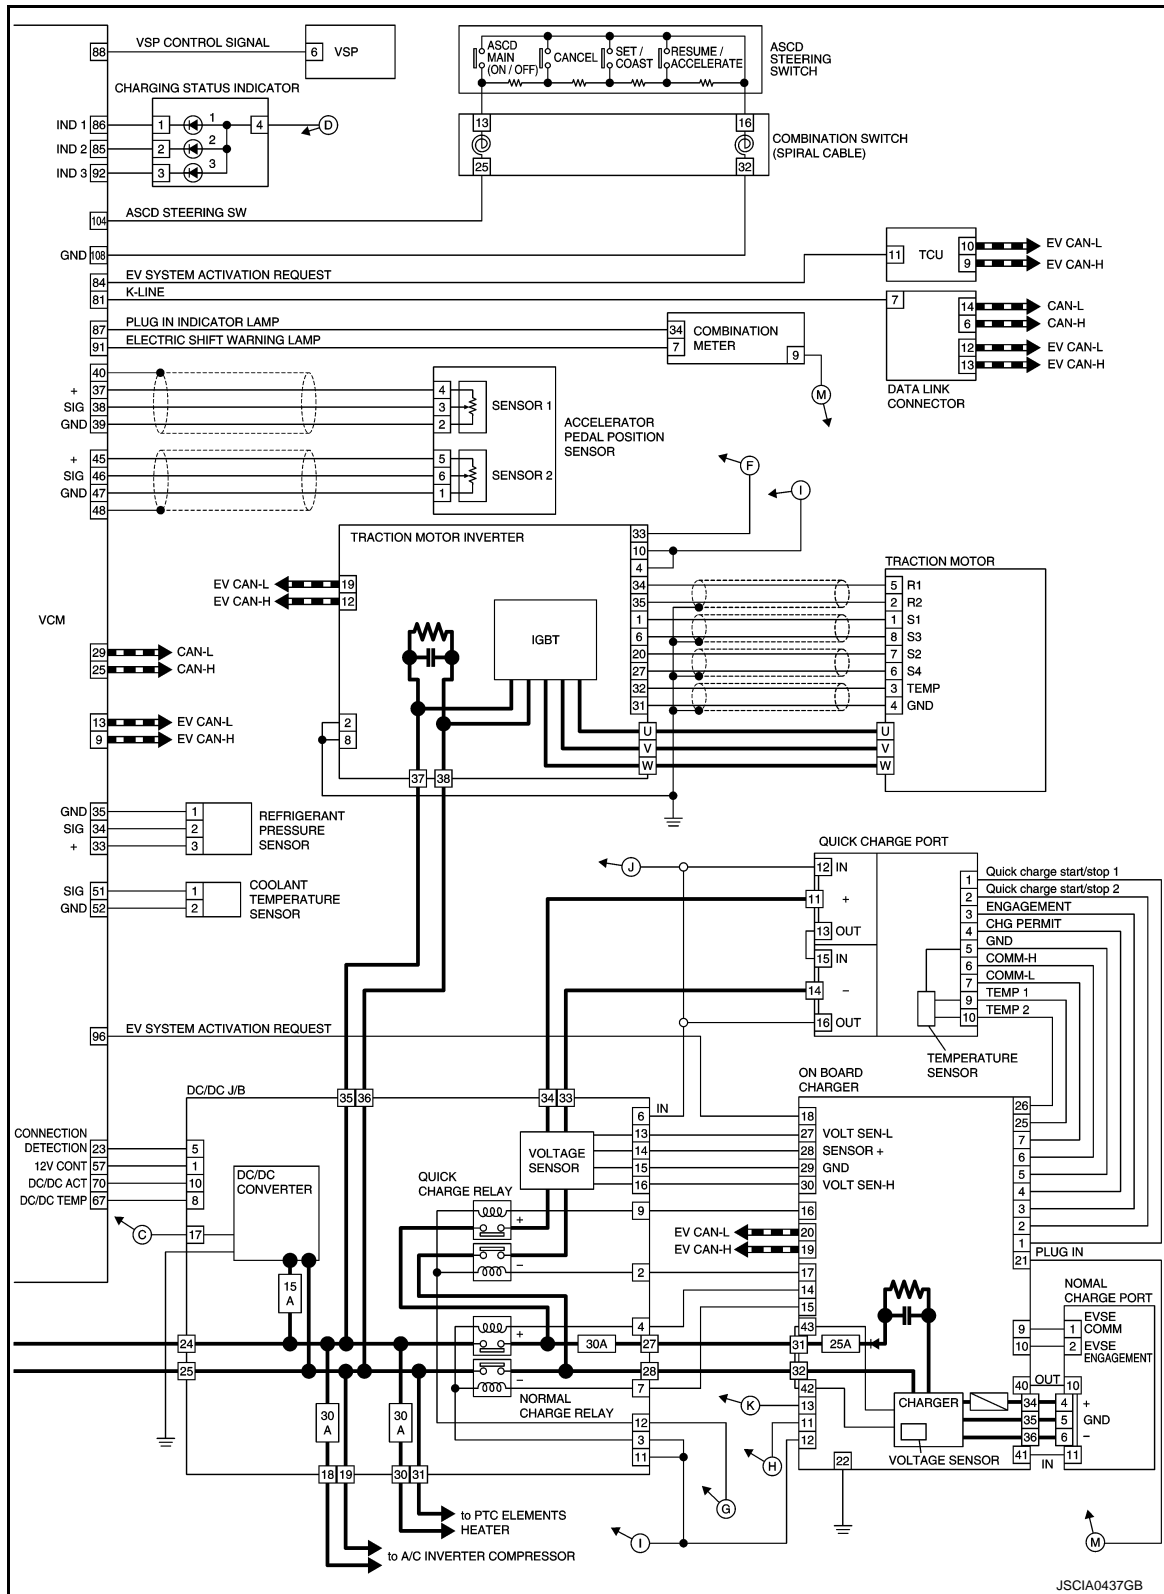 88 VSP CONTROL SIGNAL 6 VSP
CHARGING STATUS INDICATOR
IND 1 86 1 1 4 D
IND 2 85 2 2
IND 3 92 3 3
ASCD
MAIN
(ON / OFF)
CANCEL
SET /
COAST
RESUME /
ACCELERATE
ASCD
STEERING
SWITCH
13 16
25 32
COMBINATION SWITCH
(SPIRAL CABLE)
104 ASCD STEERING SW
GND 108
84 EV SYSTEM ACTIVATION REQUEST
81 K-LINE
11 TCU
10 EV CAN-L
9 EV CAN-H
7
14 CAN-L
6 CAN-H
12 EV CAN-L
13 EV CAN-H
DATA LINK
CONNECTOR
87 PLUG IN INDICATOR LAMP 34
91 ELECTRIC SHIFT WARNING LAMP 7
COMBINATION
METER
9
M
40
+ 37 4
SIG 38 3 SENSOR 1
GND 39 2
+ 45 5
SIG 46 6 SENSOR 2
GND 47 1
48
ACCELERATOR
PEDAL POSITION
SENSOR
F
I
TRACTION MOTOR INVERTER
EV CAN-L 19
EV CAN-H 12
IGBT
2
8
37 38
33
10
4
34
35
1
6
20
27
32
31
U
V
W
TRACTION MOTOR
5 R1
2 R2
1 S1
8 S3
7 S2
6 S4
3 TEMP
4 GND
U
V
W
VCM
29 CAN-L
25 CAN-H
13 EV CAN-L
9 EV CAN-H
GND 35 1
SIG 34 2
+ 33 3
REFRIGERANT
PRESSURE
SENSOR
SIG 51 1
GND 52 2
COOLANT
TEMPERATURE
SENSOR
QUICK CHARGE PORT
J
12 IN
11 +
13 OUT
15 IN
14 –
16 OUT
1 Quick charge start/stop 1
2 Quick charge start/stop 2
3 ENGAGEMENT
4 CHG PERMIT
5 GND
6 COMM-H
7 COMM-L
9 TEMP 1
10 TEMP 2
TEMPERATURE
SENSOR
96 EV SYSTEM ACTIVATION REQUEST
DC/DC J/B
35 36 34 33
CONNECTION
DETECTION 23 5
12V CONT 57 1
DC/DC ACT 70 10
DC/DC TEMP 67 8
C 17
DC/DC
CONVERTER
15
A
VOLTAGE
SENSOR
QUICK
CHARGE RELAY
+
–
+
–
NORMAL
CHARGE RELAY
24
25
30
A
30
A
30A
18 19 30 31
6 IN
13
14
15
16
9
2
4
27
28
7
12
3
11
to PTC ELEMENTS
HEATER
to A/C INVERTER COMPRESSOR
G
I
H
K
ON BOARD
CHARGER
18
27 VOLT SEN-L
28 SENSOR +
29 GND
30 VOLT SEN-H
16
EV CAN-L 20
EV CAN-H 19
17
14
15
43
31 25A
32
42
13
11
12
22
CHARGER
VOLTAGE SENSOR
26
25
7
6
5
4
3
2
1
21 PLUG IN
NOMAL
CHARGE PORT
9 1 EVSE
COMM
10 2 EVSE
ENGAGEMENT
40 OUT 10
34 4 +
35 5 GND
36 6 –
41 IN 11
M
JSCIA0437GB